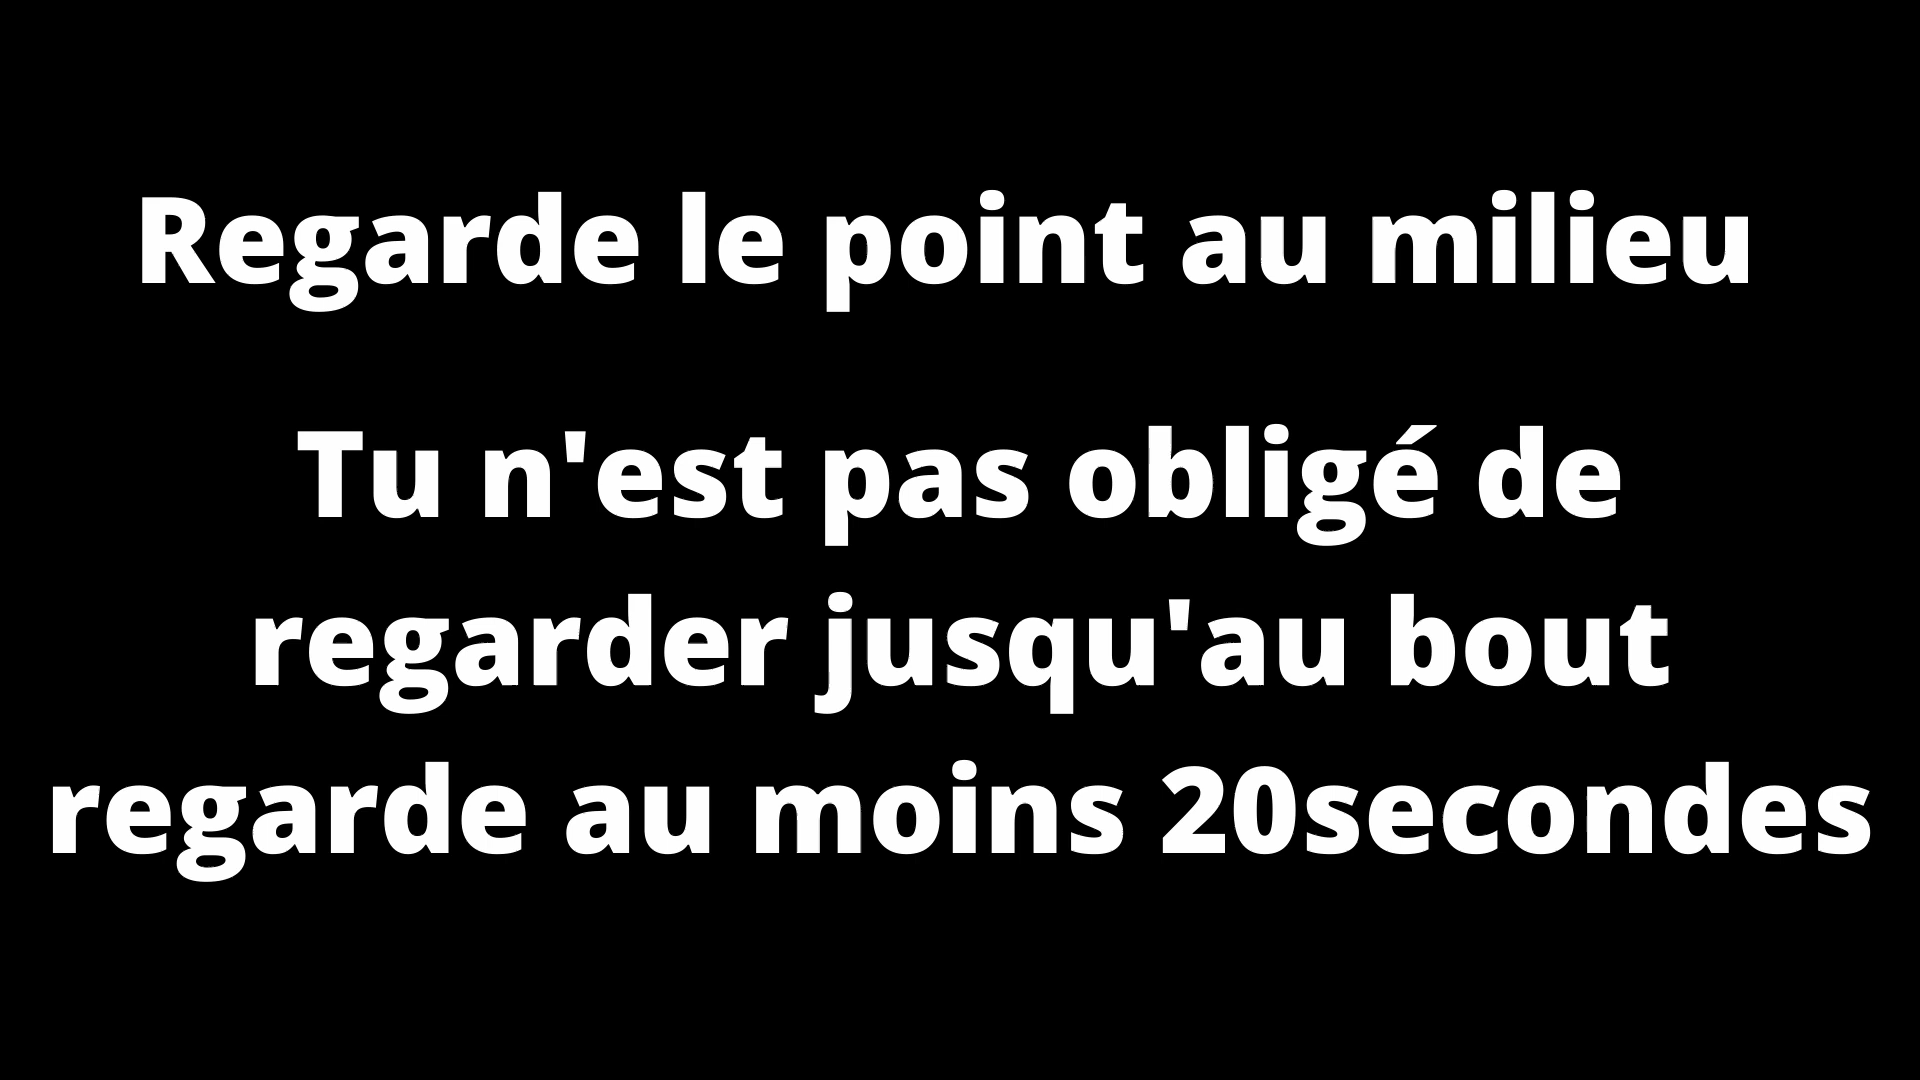 Regarde le point au milieu
Tu n'est pas obligé de
regarder jusqu'au bout
regarde au moins 20secondes